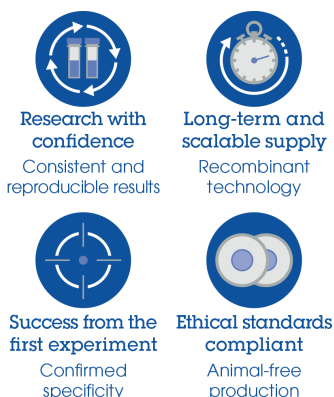 Research with
confidence
Consistent and
reproducible results
Long-term and
scalable supply
Recombinant
technology
Success from the
first experiment
Confirmed
specificity
Ethical standards
compliant
Animal-free
production